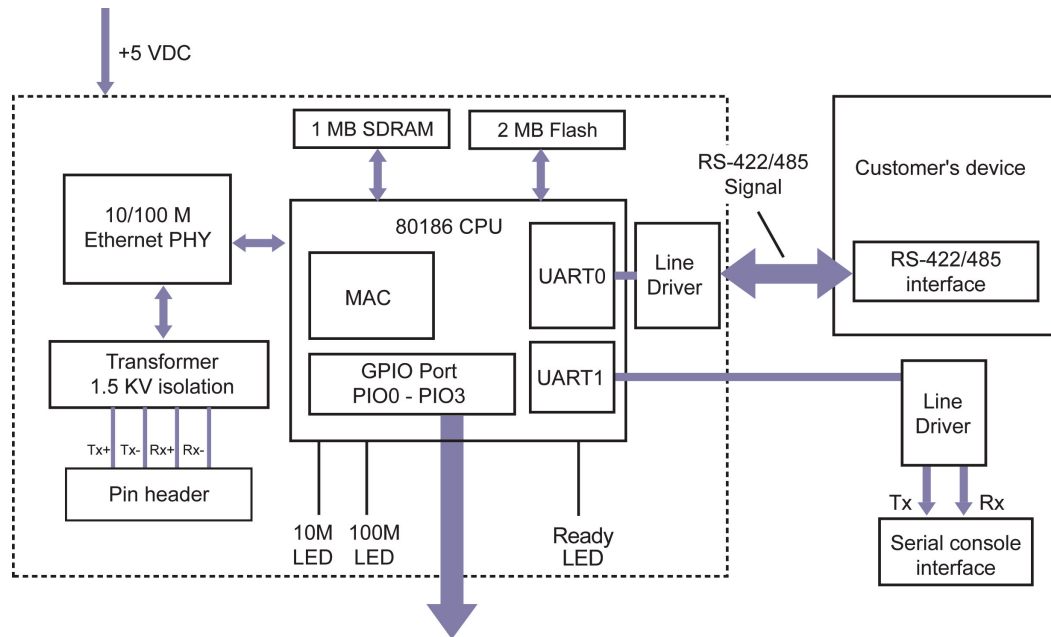 +5 VDC
1 MB SDRAM
2 MB Flash
RS-422/485
Signal
Customer's device
10/100 M
Ethernet PHY
80186 CPU
MAC
UART0
Line
Driver
RS-422/485
interface
Transformer
1.5 KV isolation
GPIO Port
PIO0 - PIO3
UART1
Line
Driver
Tx+
Tx-
Rx+
Rx-
Pin header
10M
LED
100M
LED
Ready
LED
Tx
Rx
Serial console
interface